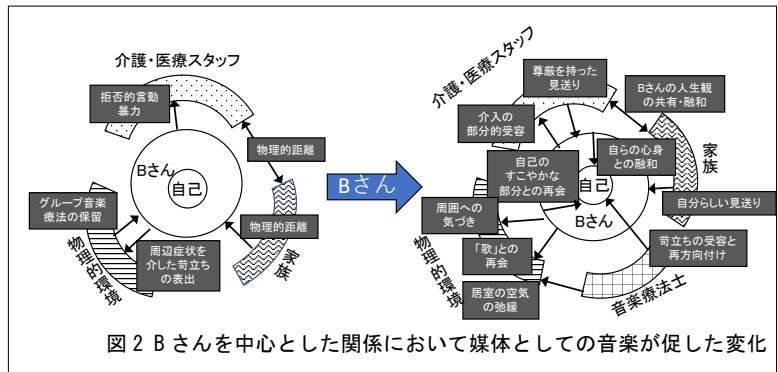 介護・医療スタッフ
拒否的言動
暴力
物理的距離
Bさん
自己
グループ音楽
療法の保留
物理的距離
周辺症状を
介した苛立ち
の表出
物理的環境
家族
Bさん
介護・医療スタッフ
尊厳を持った
見送り
Bさんの人生観
の共有・融和
介入の
部分的受容
家族
自らの心身
との融和
自己の
すこやかな
部分との再会
自己
自分らしい見送り
周囲への
気づき
Bさん
苛立ちの受容と
再方向付け
「歌」との
再会
物理的環境
音楽療法士
居室の空気
の弛緩
図2 Bさんを中心とした関係において媒体としての音楽が促した変化